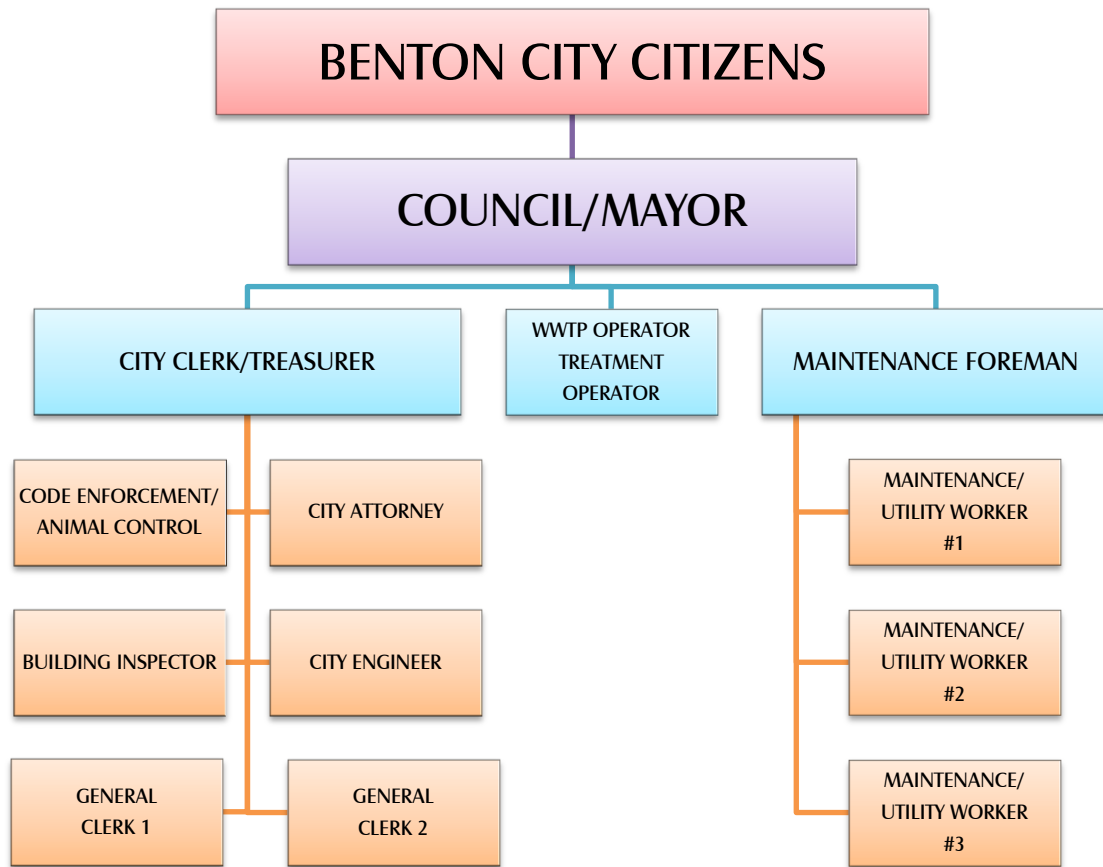 BENTON CITY CITIZENS
COUNCIL/MAYOR
CITY CLERK/TREASURER
WWTP OPERATOR
TREATMENT
OPERATOR
MAINTENANCE FOREMAN
CODE ENFORCEMENT/
ANIMAL CONTROL
CITY ATTORNEY
MAINTENANCE/
UTILITY WORKER
#1
BUILDING INSPECTOR
CITY ENGINEER
MAINTENANCE/
UTILITY WORKER
#2
GENERAL
CLERK 1
GENERAL
CLERK 2
MAINTENANCE/
UTILITY WORKER
#3